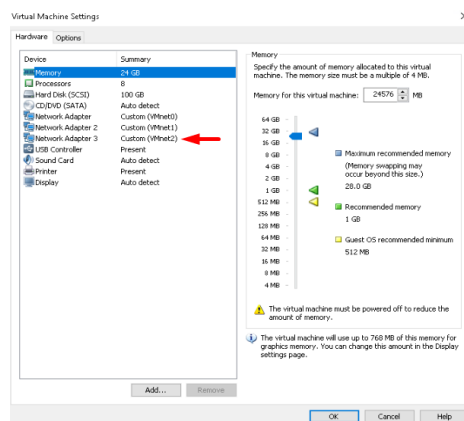 Virtual Machine Settings
Hardware Options
Device Summary
Memory 24 GB
Processors 8
Hard Disk (SCSI) 100 GB
CD/DVD (SATA) Auto detect
Network Adapter Custom (VMnet0)
Network Adapter 2 Custom (VMnet1)
Network Adapter 3 Custom (VMnet2)
USB Controller Present
Sound Card Auto detect
Printer Present
Display Auto detect
Add... Remove
Memory
Specify the amount of memory allocated to this virtual
machine. The memory size must be a multiple of 4 MB.
Memory for this virtual machine: 24576 MB
64 GB
32 GB
16 GB
8 GB
4 GB
2 GB
1 GB
512 MB
256 MB
128 MB
64 MB
32 MB
16 MB
8 MB
4 MB
Maximum recommended memory
(Memory swapping may
occur beyond this size.)
28.0 GB
Recommended memory
1 GB
Guest OS recommended minimum
512 MB
The virtual machine must be powered off to reduce the
amount of memory.
The virtual machine will use up to 768 MB of this memory for
graphics memory. You can change this amount in the Display
settings page.
OK Cancel Help